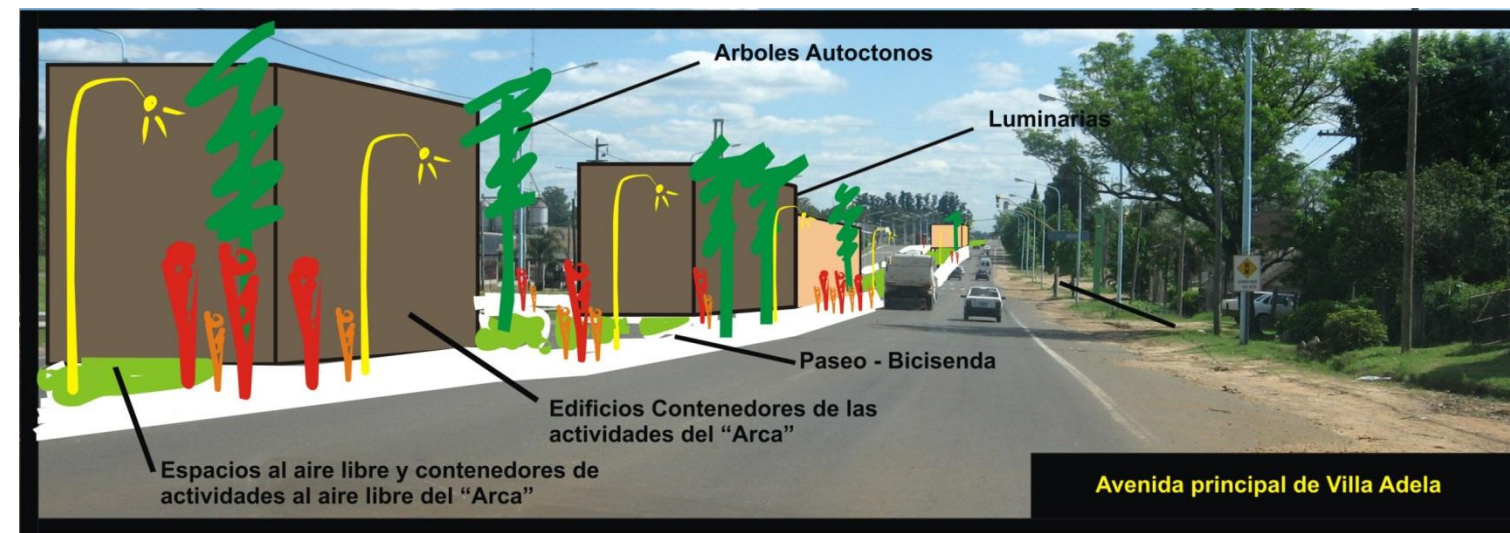 Arboles Autoctonos
Luminarias
Paseo - Bicisenda
Edificios Contenedores de las
actividades del “Arca”
Espacios al aire libre y contenedores de
actividades al aire libre del “Arca”
Avenida principal de Villa Adela